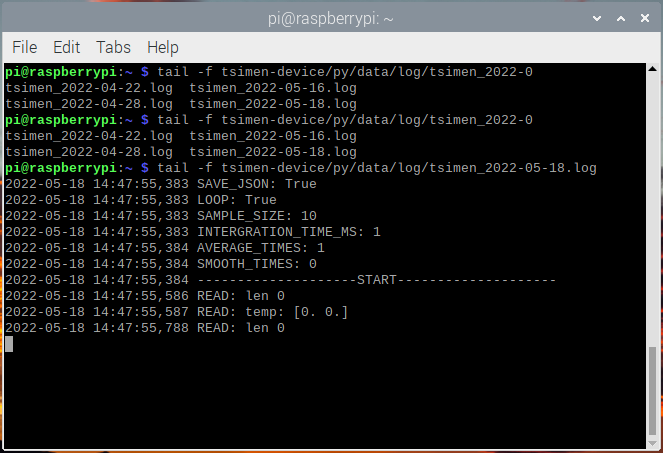 pi@raspberrypi: ~
File Edit Tabs Help
pi@raspberrypi:~ $ tail -f tsimen-device/py/data/log/tsimen_2022-0
tsimen_2022-04-22.log  tsimen_2022-05-16.log
tsimen_2022-04-28.log  tsimen_2022-05-18.log
pi@raspberrypi:~ $ tail -f tsimen-device/py/data/log/tsimen_2022-0
tsimen_2022-04-22.log  tsimen_2022-05-16.log
tsimen_2022-04-28.log  tsimen_2022-05-18.log
pi@raspberrypi:~ $ tail -f tsimen-device/py/data/log/tsimen_2022-05-18.log
2022-05-18 14:47:55,383 SAVE_JSON: True
2022-05-18 14:47:55,383 LOOP: True
2022-05-18 14:47:55,383 SAMPLE_SIZE: 10
2022-05-18 14:47:55,383 INTERGRATION_TIME_MS: 1
2022-05-18 14:47:55,384 AVERAGE_TIMES: 1
2022-05-18 14:47:55,384 SMOOTH_TIMES: 0
2022-05-18 14:47:55,384 --------------------START--------------------
2022-05-18 14:47:55,586 READ: len 0
2022-05-18 14:47:55,587 READ: temp: [0. 0.]
2022-05-18 14:47:55,788 READ: len 0